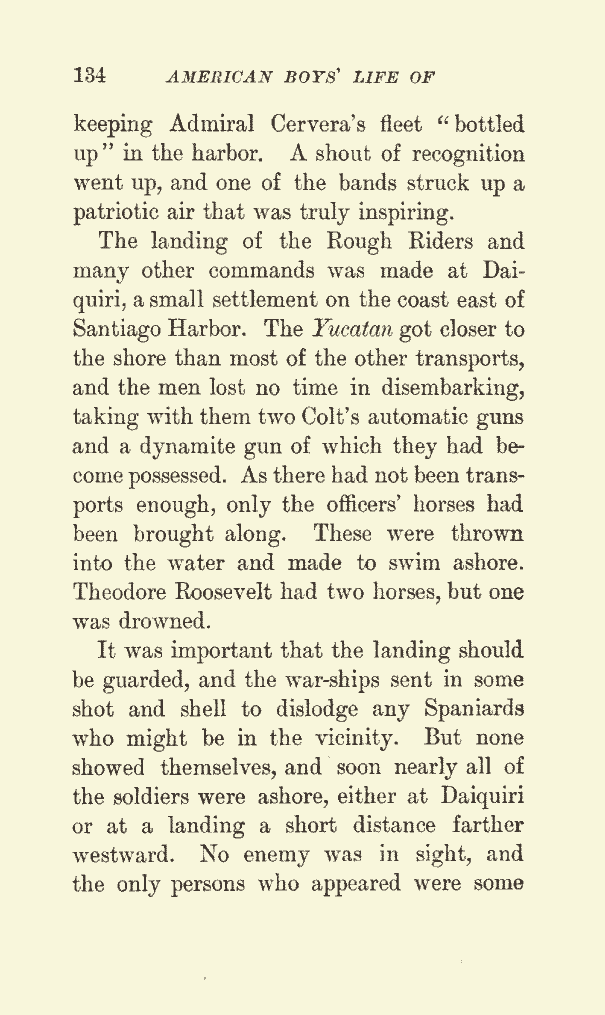 134 AMERICAN BOYS' LIFE OF
keeping Admiral Cervera's fleet “bottled
up” in the harbor. A shout of recognition
went up, and one of the bands struck up a
patriotic air that was truly inspiring.
The landing of the Rough Riders and
many other commands was made at Dai-
quiri, a small settlement on the coast east of
Santiago Harbor. The Yucatan got closer to
the shore than most of the other transports,
and the men lost no time in disembarking,
taking with them two Colt's automatic guns
and a dynamite gun of which they had be-
come possessed. As there had not been trans-
ports enough, only the officers' horses had
been brought along. These were thrown
into the water and made to swim ashore.
Theodore Roosevelt had two horses, but one
was drowned.
It was important that the landing should
be guarded, and the war-ships sent in some
shot and shell to dislodge any Spaniards
who might be in the vicinity. But none
showed themselves, and soon nearly all of
the soldiers were ashore, either at Daiquiri
or at a landing a short distance farther
westward. No enemy was in sight, and
the only persons who appeared were some